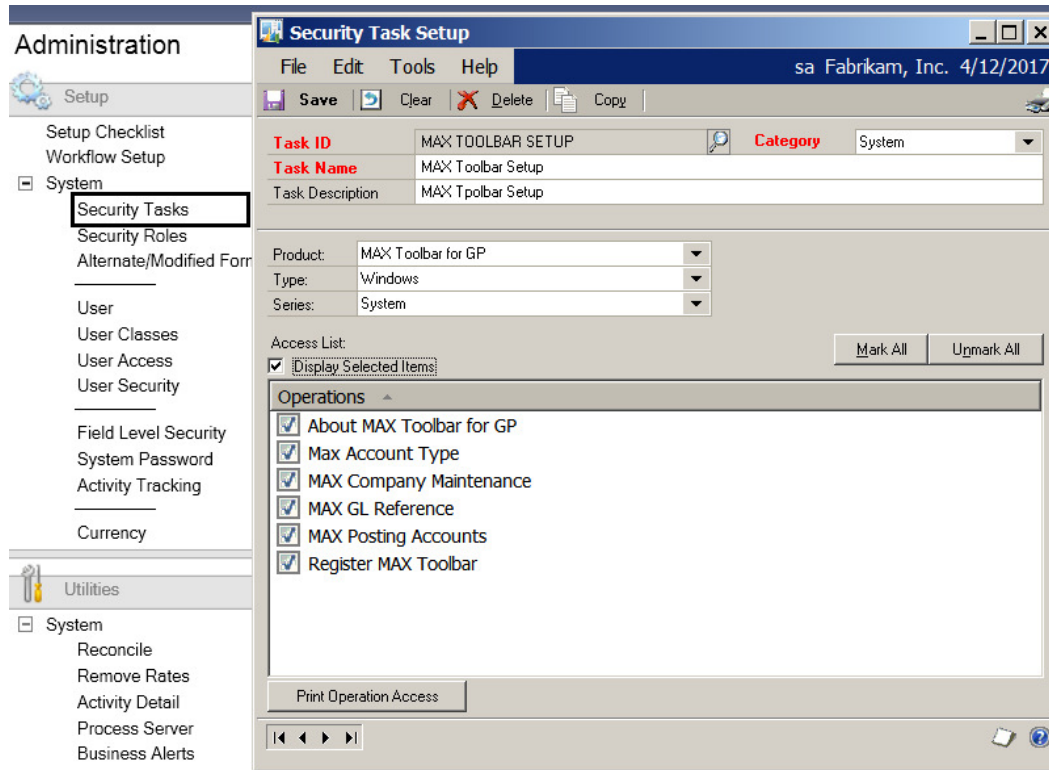 Administration
Setup
Setup Checklist
Workflow Setup
System
Security Tasks
Security Roles
Alternate/Modified Forr
User
User Classes
User Access
User Security
Field Level Security
System Password
Activity Tracking
Currency
Utilities
System
Reconcile
Remove Rates
Activity Detail
Process Server
Business Alerts
Security Task Setup
File Edit Tools Help sa Fabrikam, Inc. 4/12/2017
Save Clear Delete Copy
Task ID MAX TOOLBAR SETUP Category System
Task Name MAX Toolbar Setup
Task Description MAX Tpolbar Setup
Product: MAX Toolbar for GP
Type: Windows
Series: System
Access List:
Mark All Unmark All
Display Selected Items
Operations
About MAX Toolbar for GP
Max Account Type
MAX Company Maintenance
MAX GL Reference
MAX Posting Accounts
Register MAX Toolbar
Print Operation Access